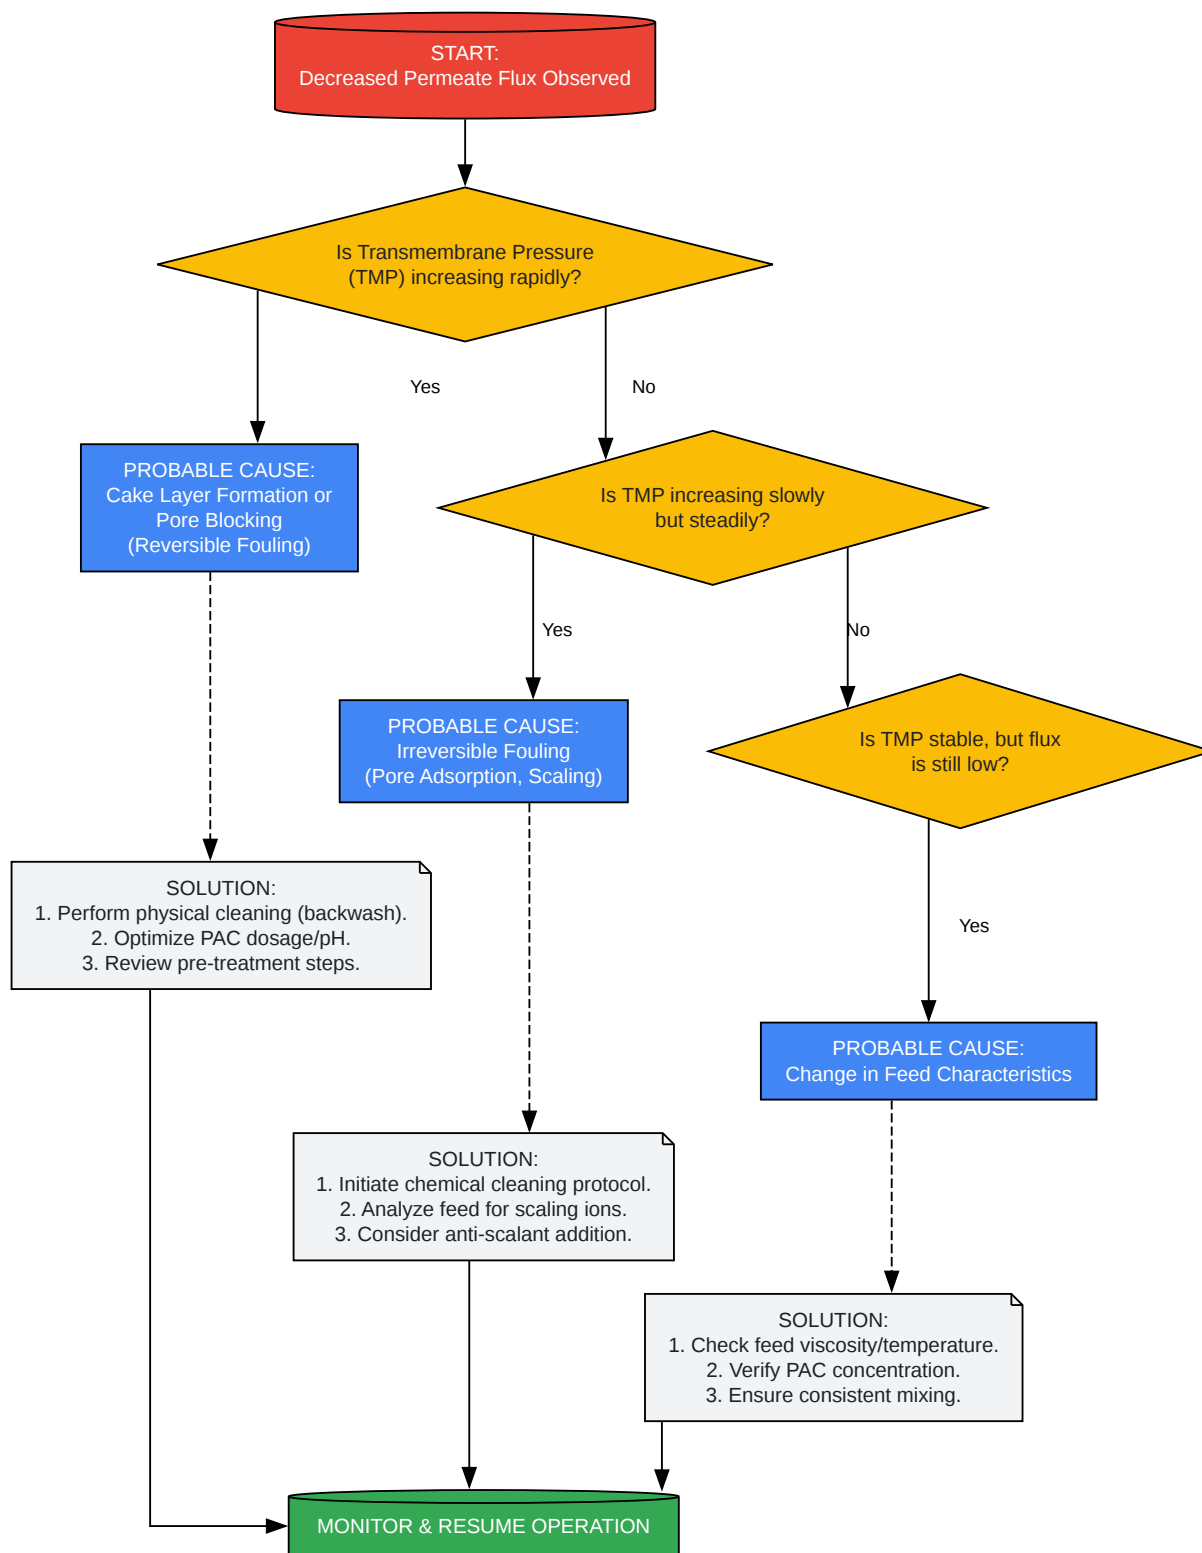 START:
Decreased Permeate Flux Observed
Is Transmembrane Pressure
(TMP) increasing rapidly?
Yes
No
PROBABLE CAUSE:
Cake Layer Formation or
Pore Blocking
(Reversible Fouling)
Is TMP increasing slowly
but steadily?
Yes
No
PROBABLE CAUSE:
Irreversible Fouling
(Pore Adsorption, Scaling)
Is TMP stable, but flux
is still low?
SOLUTION:
1. Perform physical cleaning (backwash).
2. Optimize PAC dosage/pH.
3. Review pre-treatment steps.
Yes
PROBABLE CAUSE:
Change in Feed Characteristics
SOLUTION:
1. Initiate chemical cleaning protocol.
2. Analyze feed for scaling ions.
3. Consider anti-scalant addition.
SOLUTION:
1. Check feed viscosity/temperature.
2. Verify PAC concentration.
3. Ensure consistent mixing.
MONITOR & RESUME OPERATION